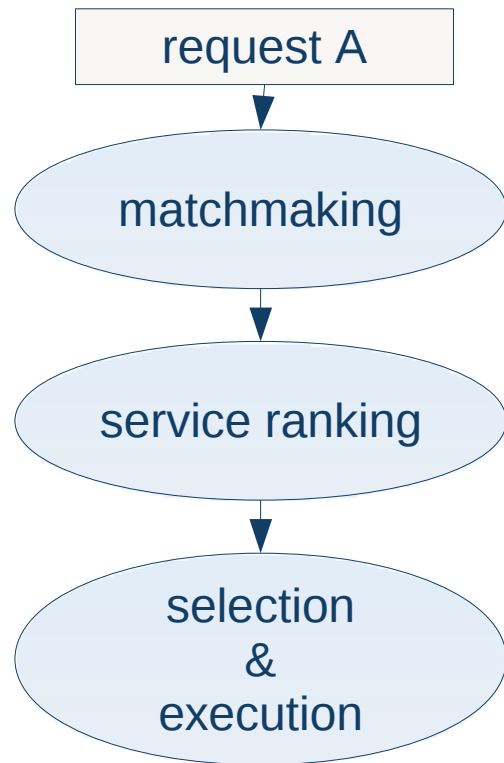 request A
matchmaking
service ranking
selection
&
execution